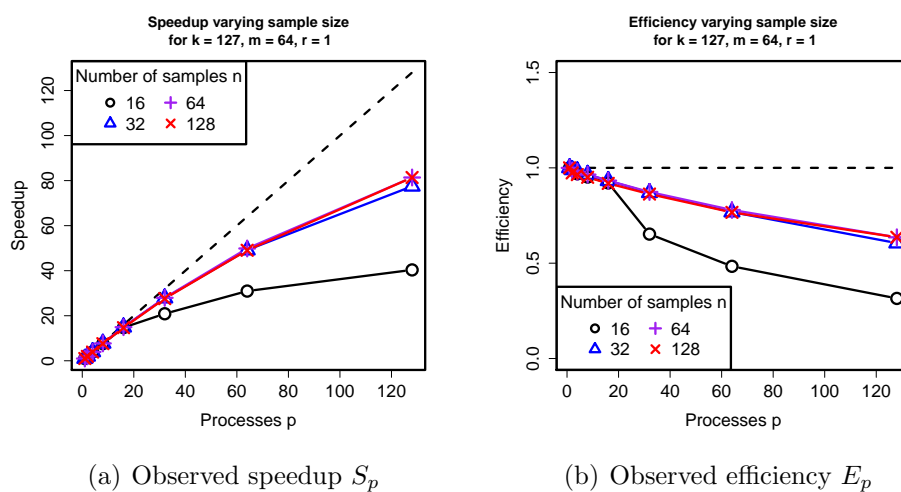 Speedup varying sample size
for k = 127, m = 64, r = 1
Number of samples n
16 64
32 128
Speedup
0 20 40 60 80 100 120
0 20 40 60 80 100 120
Processes p
(a) Observed speedup Sp
Efficiency varying sample size
for k = 127, m = 64, r = 1
Efficiency
0.0 0.5 1.0 1.5
Number of samples n
16 64
32 128
0 20 40 60 80 100 120
Processes p
(b) Observed efficiency Ep